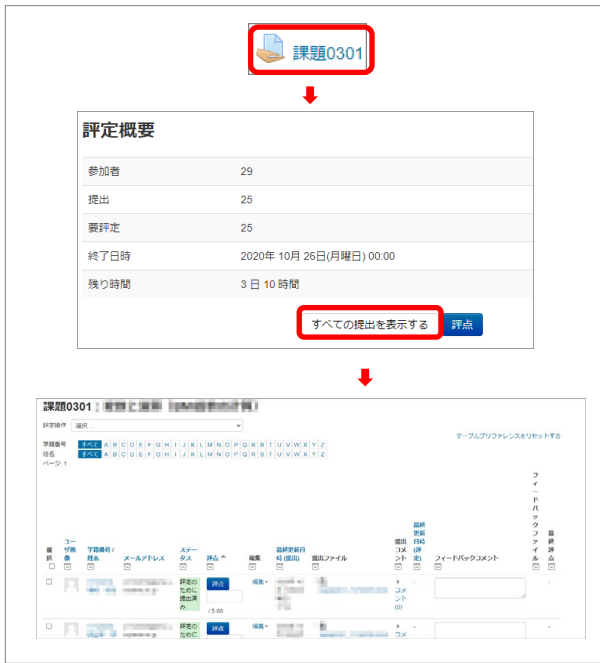 課題0301
評定概要
参加者 29
提出 25
要評定 25
終了日時 2020年 10月 26日(月曜日) 00:00
残り時間 3 日 10 時間
すべての提出を表示する 評点
課題0301 :
評定操作 選択...
テーブルプリファレンスをリセットする
学籍番号 すべて A B C D E F G H I J K L M N O P Q R S T U V W X Y Z
姓名 すべて A B C D E F G H I J K L M N O P Q R S T U V W X Y Z
ページ: 1
選択 ユーザ画像 学籍番号 / 姓名 メールアドレス ステータス 評点 編集 最終更新日時 (提出) 提出ファイル 提出コメント 最終更新日時 (評定) フィードバックコメント フィードバックファイル 最終評点
評定のために提出済み 評点 / 5.00 編集 コメント (0) - -
評定のために 評点 編集 コメ - -